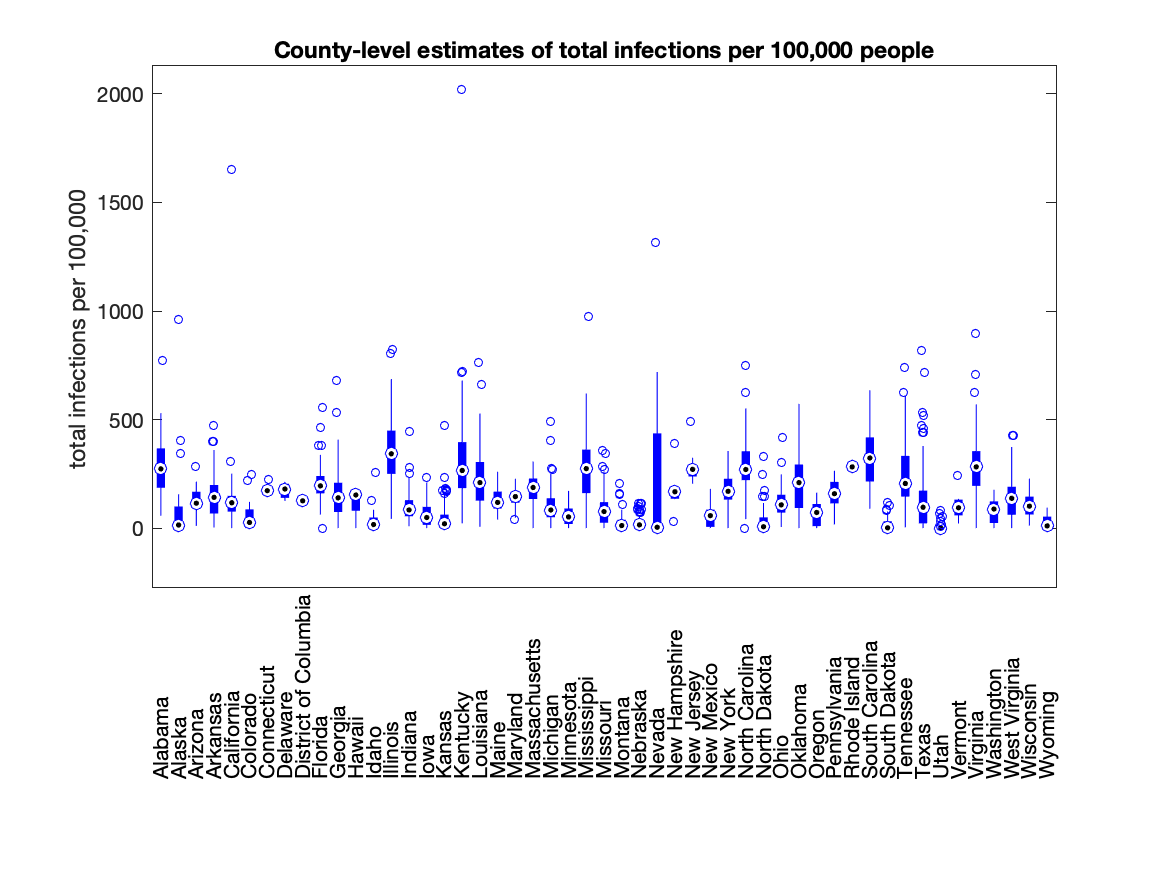 County-level estimates of total infections per 100,000 people
total infections per 100,000
2000
1500
1000
500
0
Alabama
Alaska
Arizona
Arkansas
California
Colorado
Connecticut
Delaware
District of Columbia
Florida
Georgia
Hawaii
Idaho
Illinois
Indiana
Iowa
Kansas
Kentucky
Louisiana
Maine
Maryland
Massachusetts
Michigan
Minnesota
Mississippi
Missouri
Montana
Nebraska
Nevada
New Hampshire
New Jersey
New Mexico
New York
North Carolina
North Dakota
Ohio
Oklahoma
Oregon
Pennsylvania
Rhode Island
South Carolina
South Dakota
Tennessee
Texas
Utah
Vermont
Virginia
Washington
West Virginia
Wisconsin
Wyoming